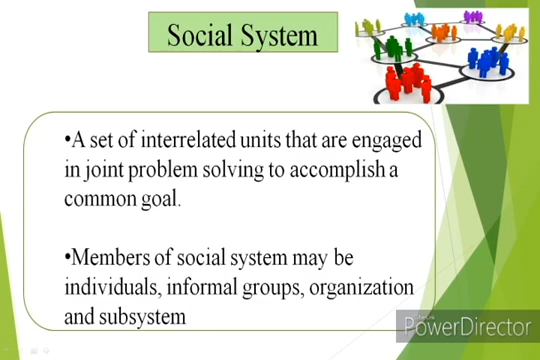 Social System
•A set of interrelated units that are engaged
in joint problem solving to accomplish a
common goal.
•Members of social system may be
individuals, informal groups, organization
and subsystem
PowerDirector